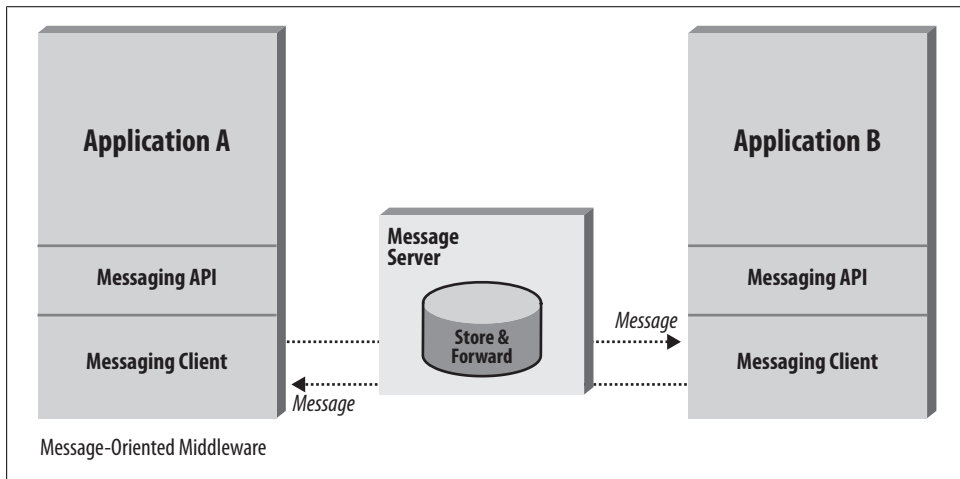 Application A
Messaging API
Messaging Client
Message
Server
Store &
Forward
Message
Message
Application B
Messaging API
Messaging Client
Message-Oriented Middleware